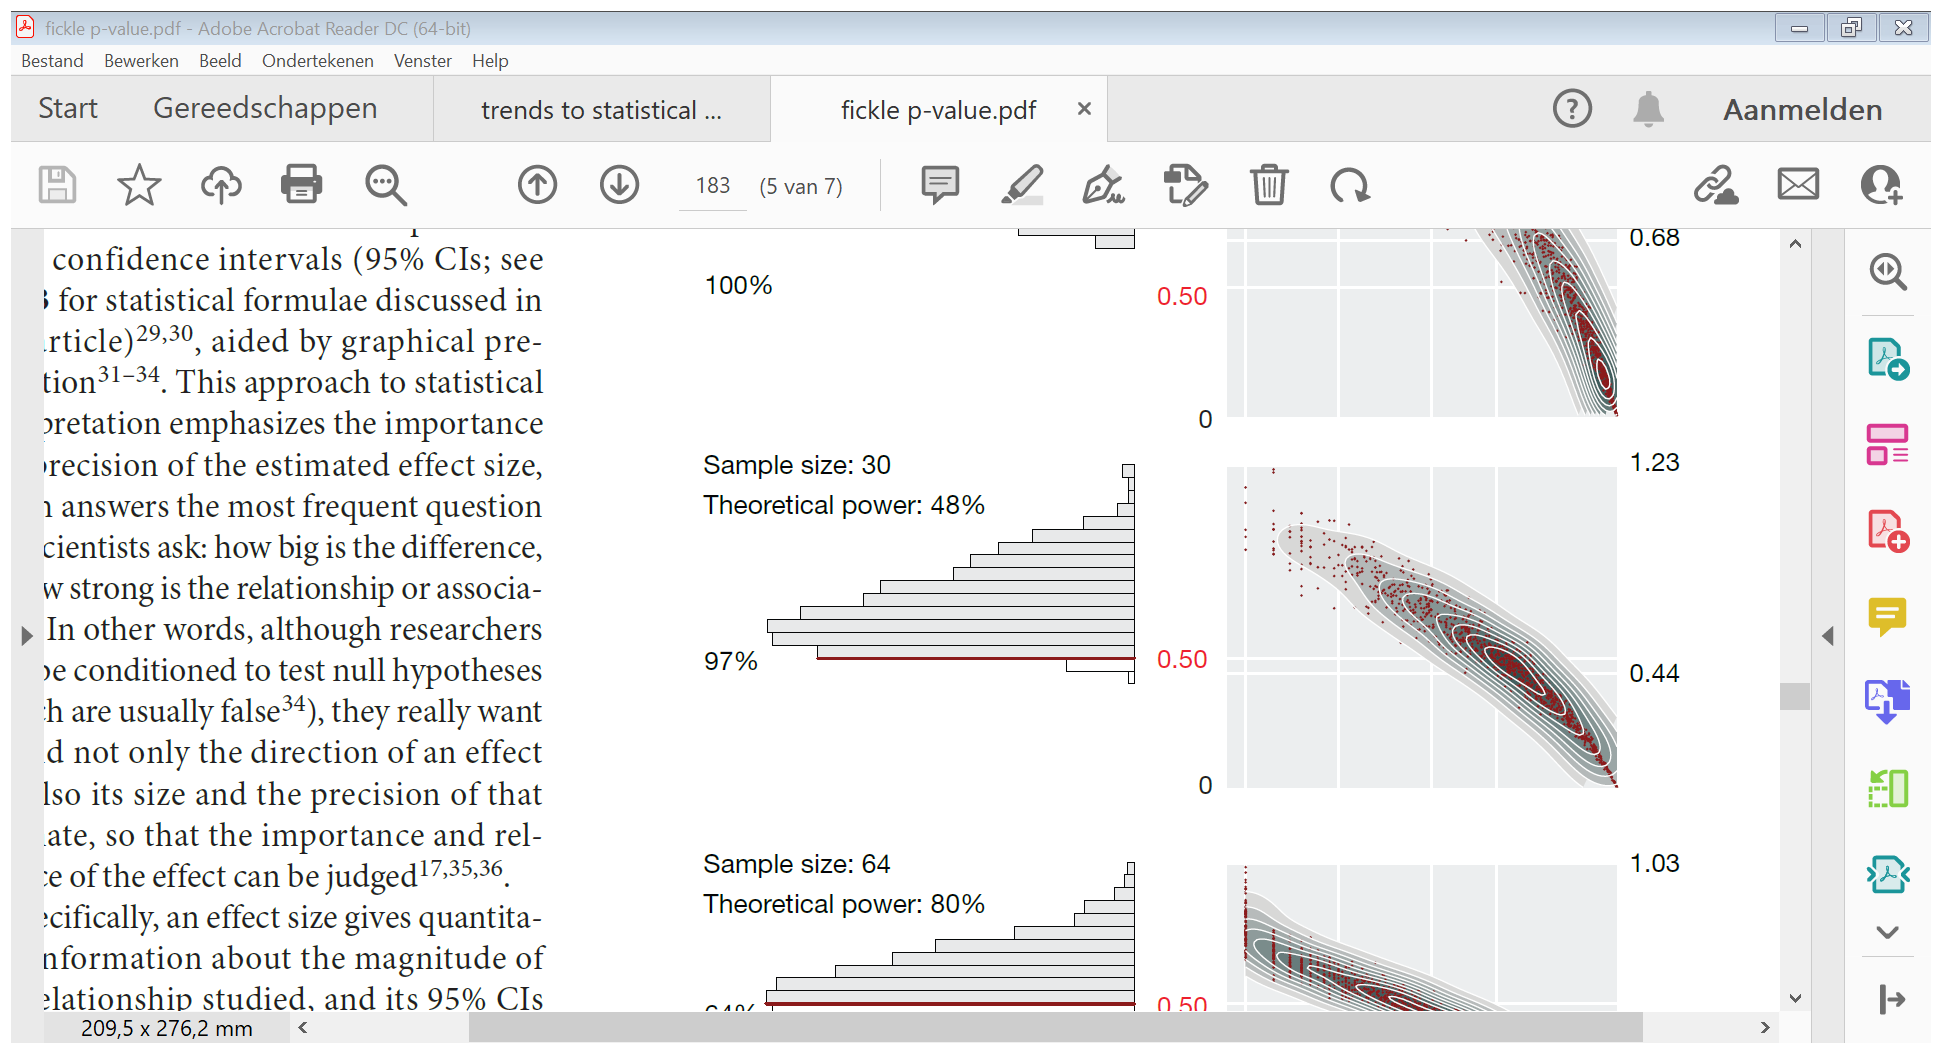 fickle p-value.pdf - Adobe Acrobat Reader DC (64-bit)
Bestand Bewerken Beeld Ondertekenen Venster Help
Start Gereedschappen trends to statistical ... fickle p-value.pdf × ? Aanmelden
183 (5 van 7)
confidence intervals (95% CIs; see
for statistical formulae discussed in
rticle)29,30, aided by graphical pre-
tion31–34. This approach to statistical
pretation emphasizes the importance
precision of the estimated effect size,
answers the most frequent question
cientists ask: how big is the difference,
w strong is the relationship or associa-
In other words, although researchers
be conditioned to test null hypotheses
ch are usually false34), they really want
d not only the direction of an effect
lso its size and the precision of that
ate, so that the importance and rel-
ce of the effect can be judged17,35,36.
ecifically, an effect size gives quantita-
nformation about the magnitude of
elationship studied, and its 95% CIs
0.68
100%
0.50
0
Sample size: 30
1.23
Theoretical power: 48%
97%
0.50
0.44
0
Sample size: 64
1.03
Theoretical power: 80%
64%
0.50
209,5 x 276,2 mm